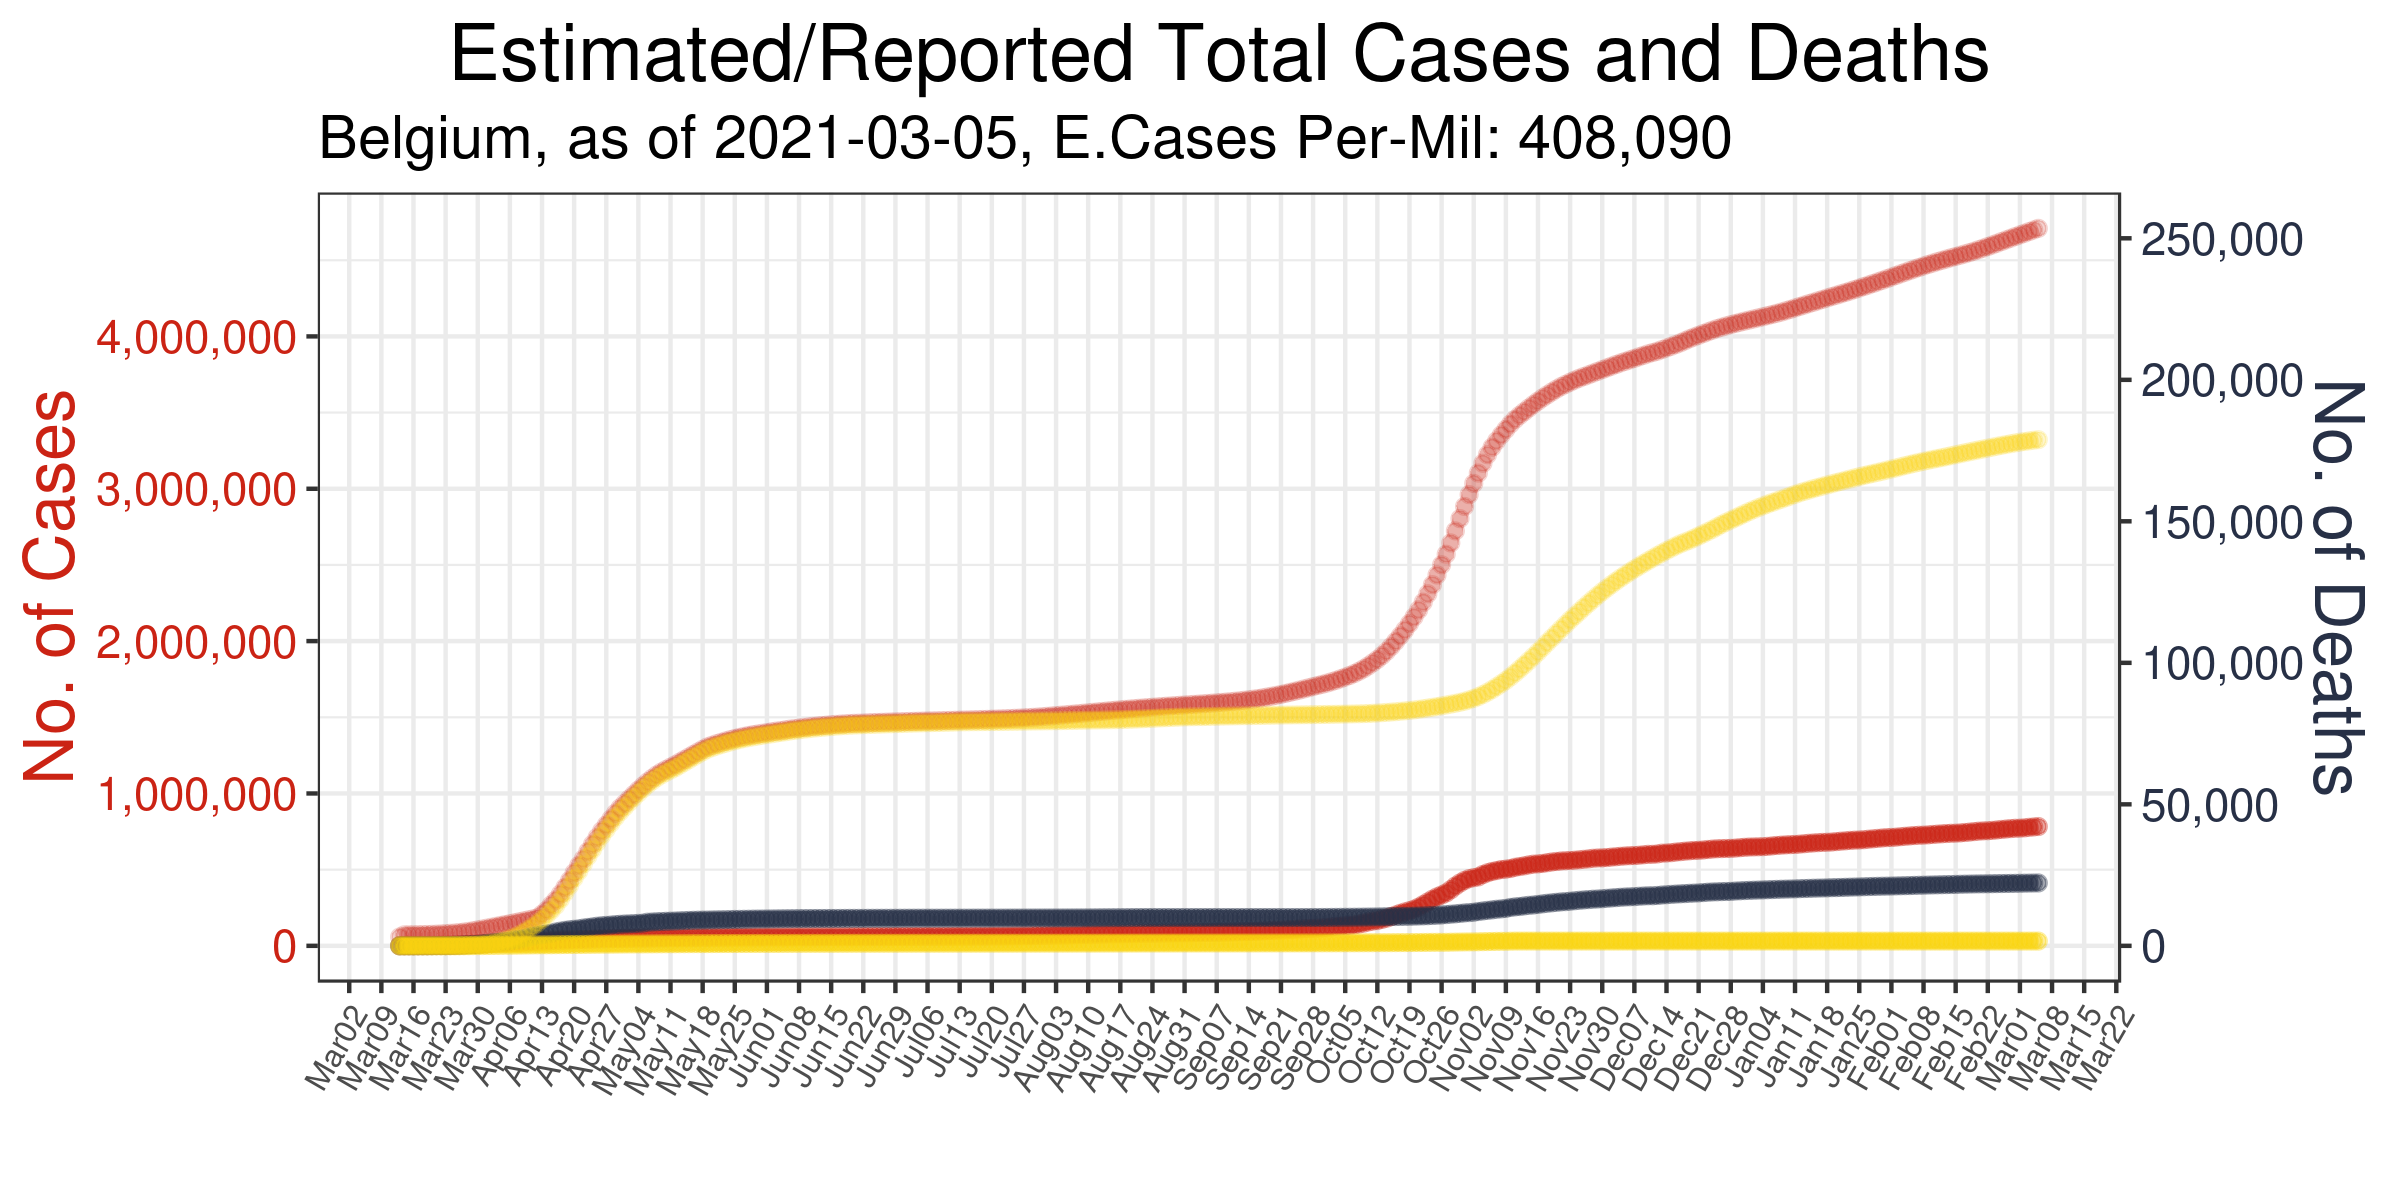 Estimated/Reported Total Cases and Deaths
Belgium, as of 2021-03-05, E.Cases Per-Mil: 408,090
No. of Cases
4,000,000
3,000,000
2,000,000
1,000,000
0
250,000
200,000
150,000
100,000
50,000
0
No. of Deaths
Mar02
Mar09
Mar16
Mar23
Mar30
Apr06
Apr13
Apr20
Apr27
May04
May11
May18
May25
Jun01
Jun08
Jun15
Jun22
Jun29
Jul06
Jul13
Jul20
Jul27
Aug03
Aug10
Aug17
Aug24
Aug31
Sep07
Sep14
Sep21
Sep28
Oct05
Oct12
Oct19
Oct26
Nov02
Nov09
Nov16
Nov23
Nov30
Dec07
Dec14
Dec21
Dec28
Jan04
Jan11
Jan18
Jan25
Feb01
Feb08
Feb15
Feb22
Mar01
Mar08
Mar15
Mar22